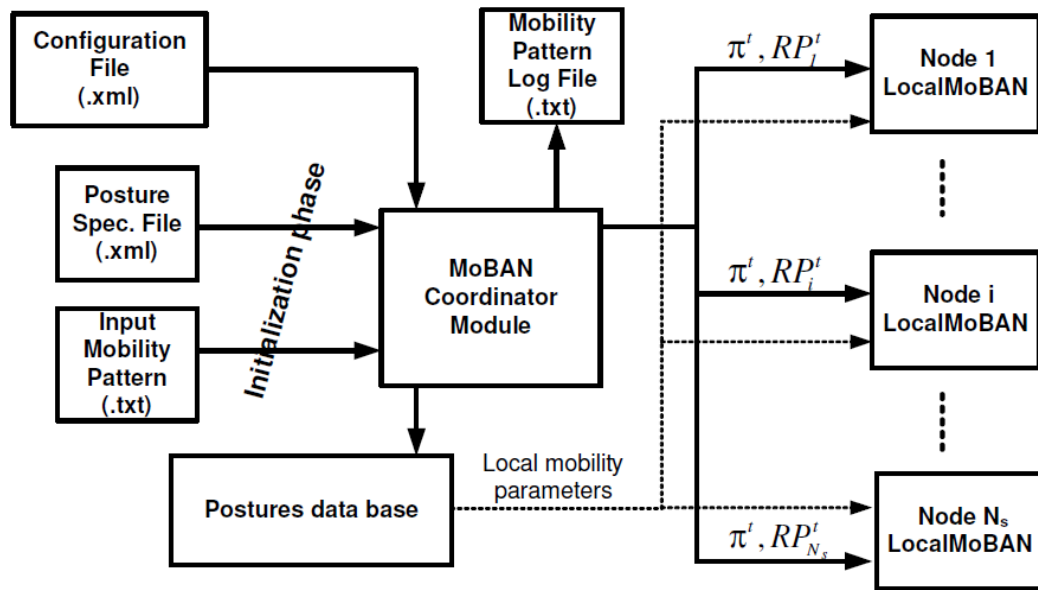 Configuration
File
(.xml)
Mobility
Pattern
Log File
(.txt)
π^t, RP_1^t
Node 1
LocalMoBAN
Posture
Spec. File
(.xml)
Initialization phase
MoBAN
Coordinator
Module
π^t, RP_i^t
Node i
LocalMoBAN
Input
Mobility
Pattern
(.txt)
Postures data base
Local mobility
parameters
π^t, RP_{N_s}^t
Node N_s
LocalMoBAN